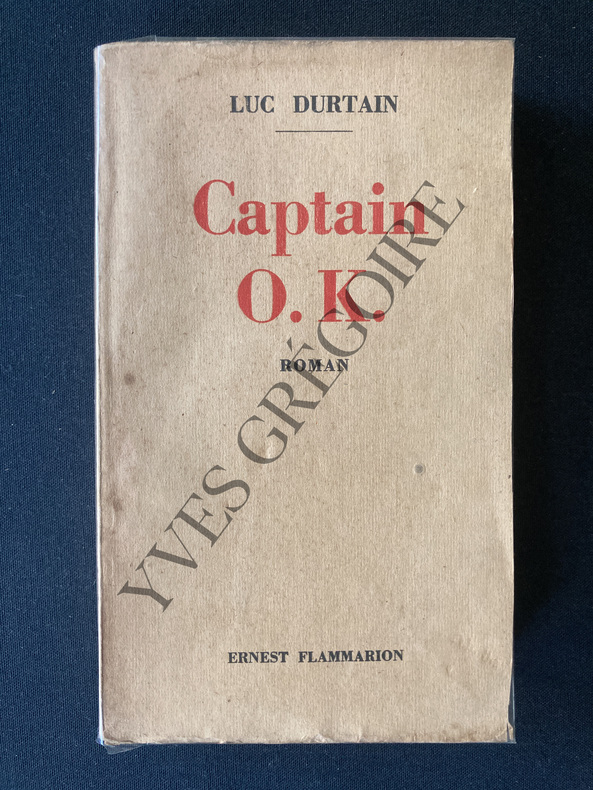 LUC DURTAIN
Captain
O. K.
ROMAN
YVES GRÉGOIRE
ERNEST FLAMMARION